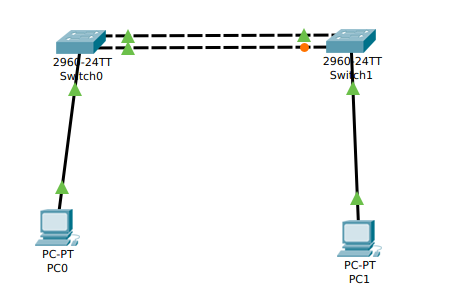 2960-24TT
Switch0
2960-24TT
Switch1
PC-PT
PC0
PC-PT
PC1